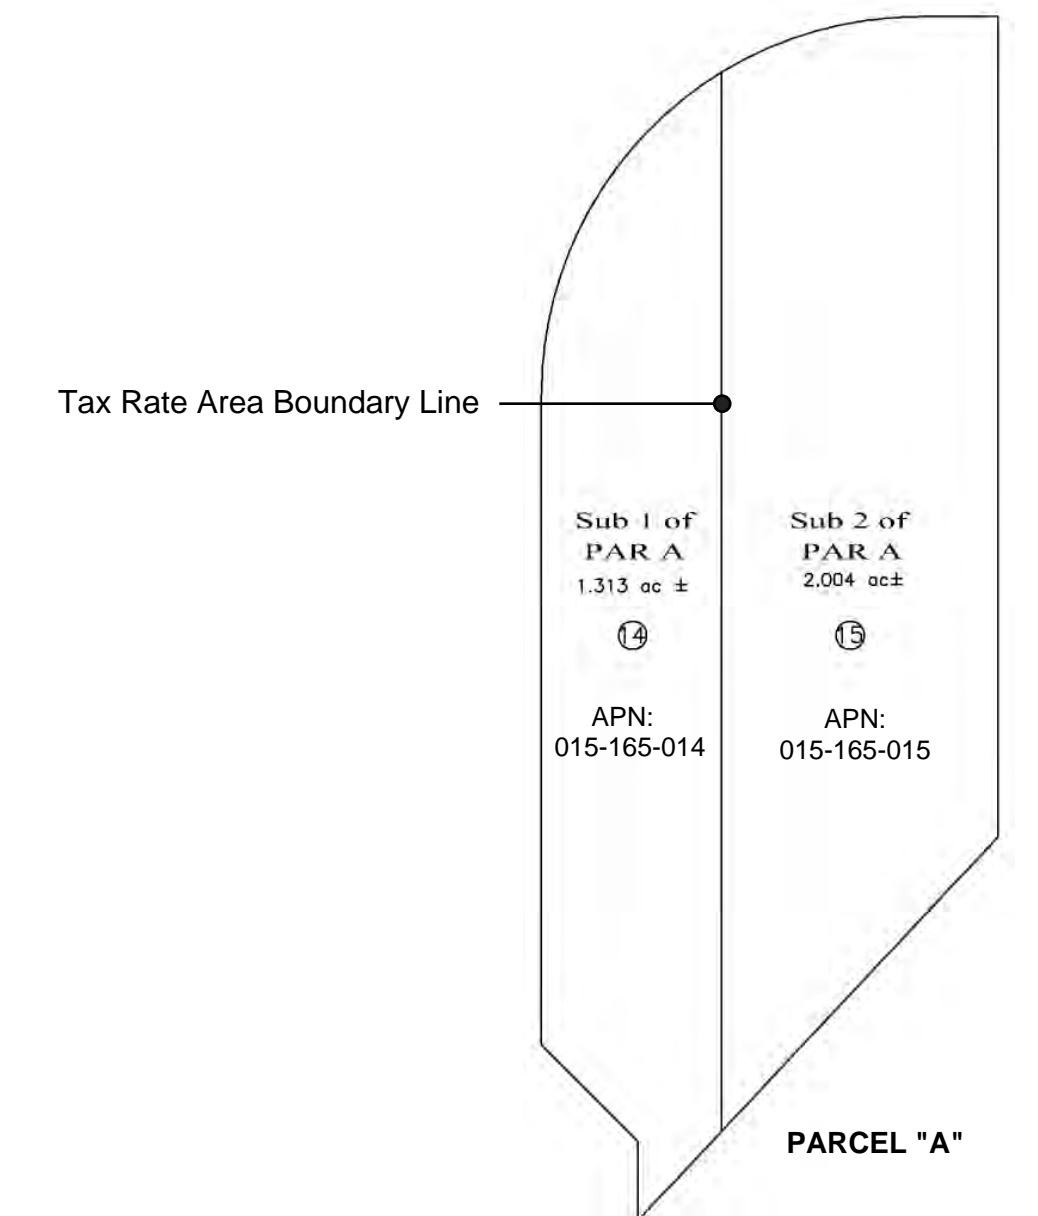 Tax Rate Area Boundary Line
Sub 1 of
PAR A
1.313 ac ±
14
APN:
015-165-014
Sub 2 of
PAR A
2.004 ac±
15
APN:
015-165-015
PARCEL "A"